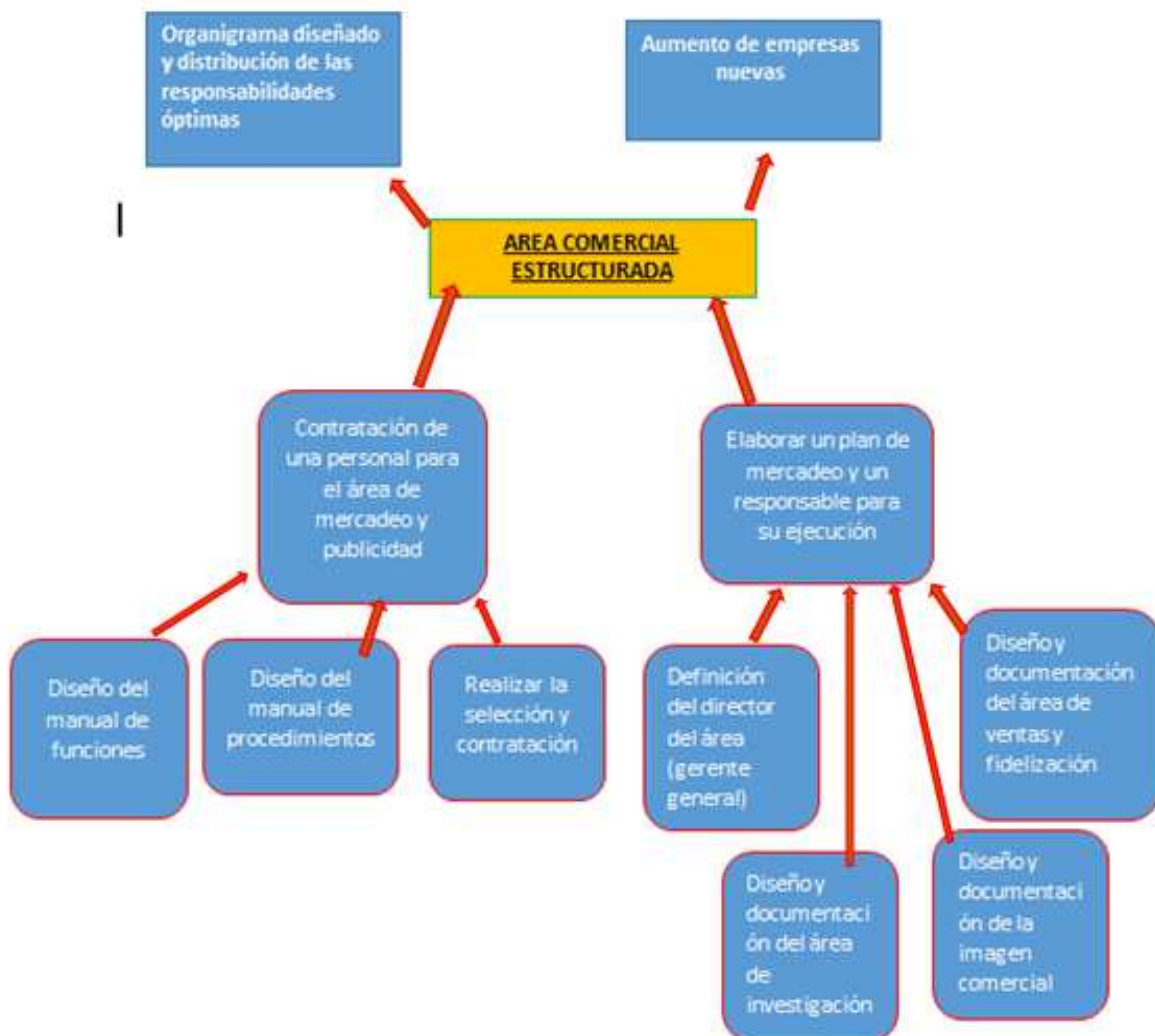 Organigrama diseñado
y distribución de las
responsabilidades
óptimas
Aumento de empresas
nuevas
AREA COMERCIAL
ESTRUCTURADA
Contratación de
una personal para
el área de
mercadeo y
publicidad
Elaborar un plan de
mercadeo y un
responsable para
su ejecución
Diseño del
manual de
funciones
Diseño del
manual de
procedimientos
Realizar la
selección y
contratación
Definición
del director
del área
(gerente
general)
Diseño y
documentación
del área de
ventas y
fidelización
Diseño y
documentaci
ón del área
de
investigación
Diseño y
documentaci
ón de la
imagen
comercial